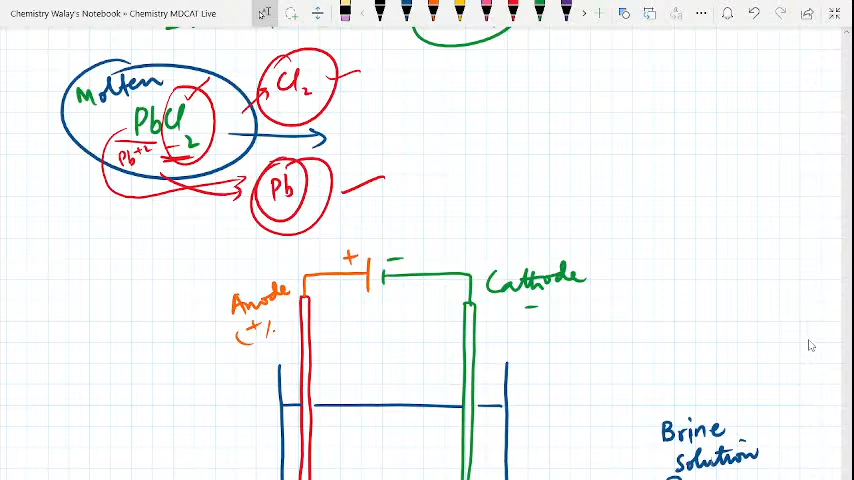 Chemistry Walay's Notebook » Chemistry MDCAT Live
Molten
PbCl2
Pb+2
Cl2
Pb
+ −
Anode
(+)
Cathode
−
Brine
solution